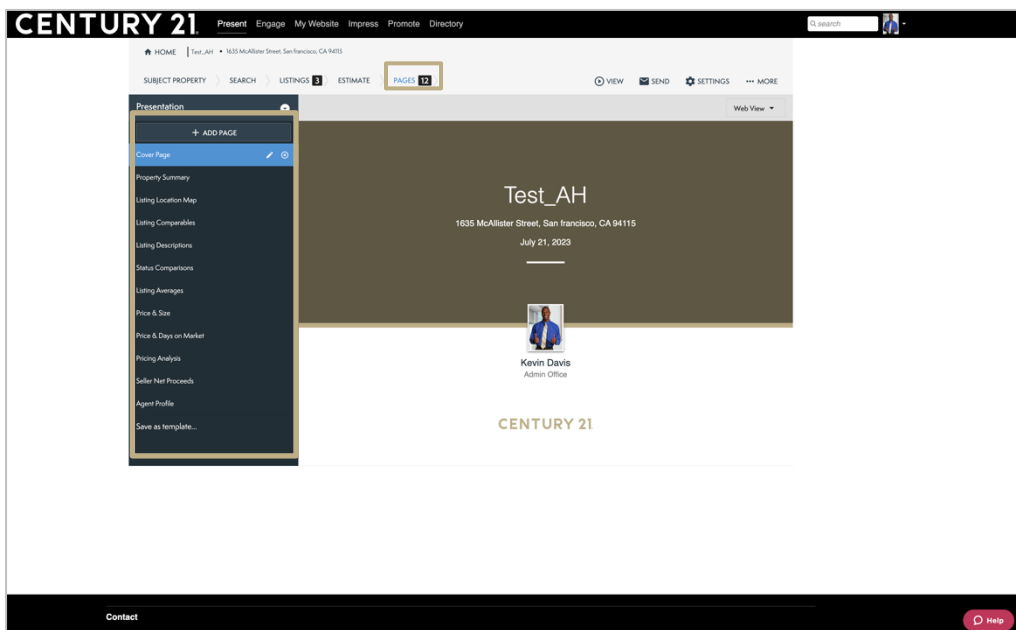 CENTURY 21. Present Engage My Website Impress Promote Directory search
HOME Test_AH • 1635 McAllister Street, San francisco, CA 94115
SUBJECT PROPERTY SEARCH LISTINGS 3 ESTIMATE PAGES 12 VIEW SEND SETTINGS ••• MORE
Presentation Web View
+ ADD PAGE
Cover Page
Property Summary
Listing Location Map
Listing Comparables
Listing Descriptions
Status Comparisons
Listing Averages
Price & Size
Price & Days on Market
Pricing Analysis
Seller Net Proceeds
Agent Profile
Save as template...
Test_AH
1635 McAllister Street, San francisco, CA 94115
July 21, 2023
Kevin Davis
Admin Office
CENTURY 21
Contact
Help